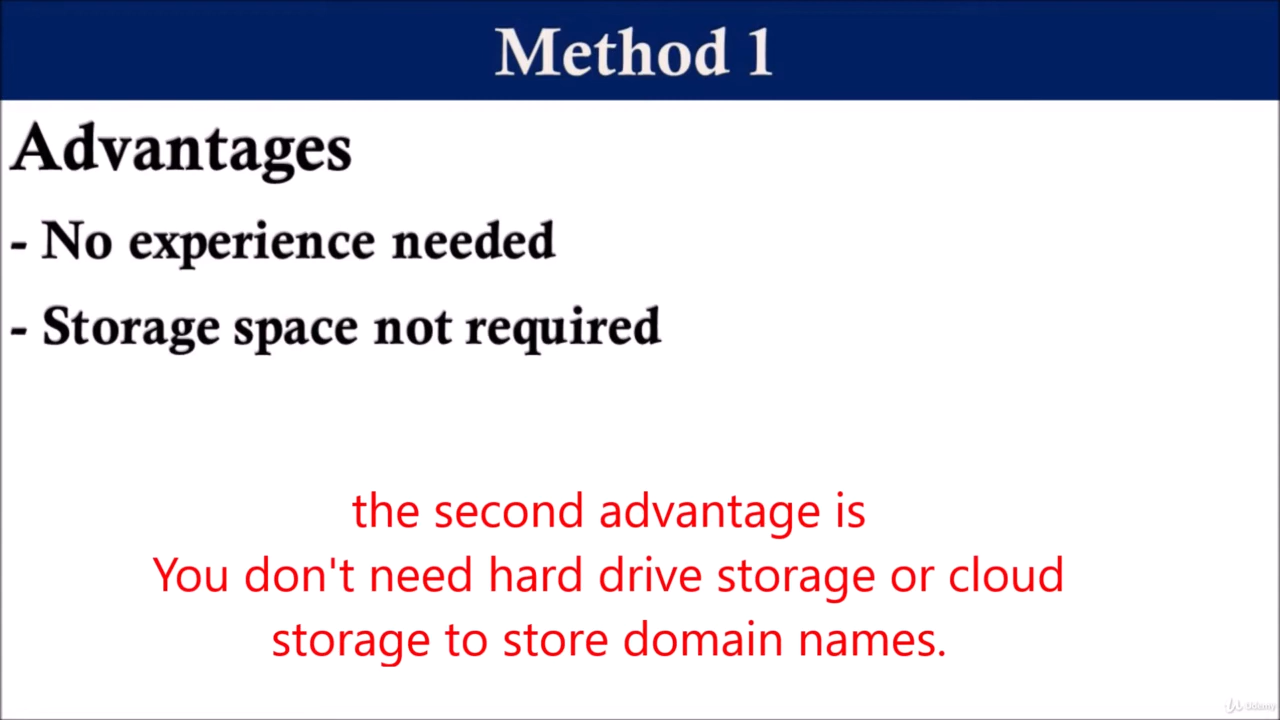 Method 1
Advantages
- No experience needed
- Storage space not required
the second advantage is
You don't need hard drive storage or cloud
storage to store domain names.
Udemy